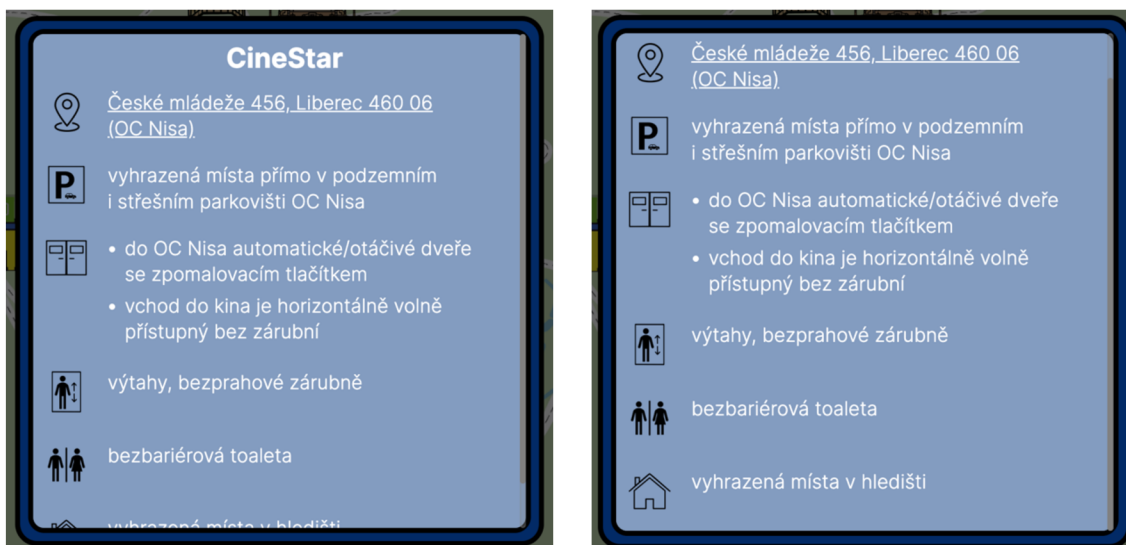 CineStar
České mládeže 456, Liberec 460 06
(OC Nisa)
P
vyhrazená místa přímo v podzemním
i střešním parkovišti OC Nisa
• do OC Nisa automatické/otáčivé dveře
se zpomalovacím tlačítkem
• vchod do kina je horizontálně volně
přístupný bez zárubní
výtahy, bezprahové zárubně
bezbariérová toaleta
vyhrazená místa v hledišti
České mládeže 456, Liberec 460 06
(OC Nisa)
P
vyhrazená místa přímo v podzemním
i střešním parkovišti OC Nisa
• do OC Nisa automatické/otáčivé dveře
se zpomalovacím tlačítkem
• vchod do kina je horizontálně volně
přístupný bez zárubní
výtahy, bezprahové zárubně
bezbariérová toaleta
vyhrazená místa v hledišti